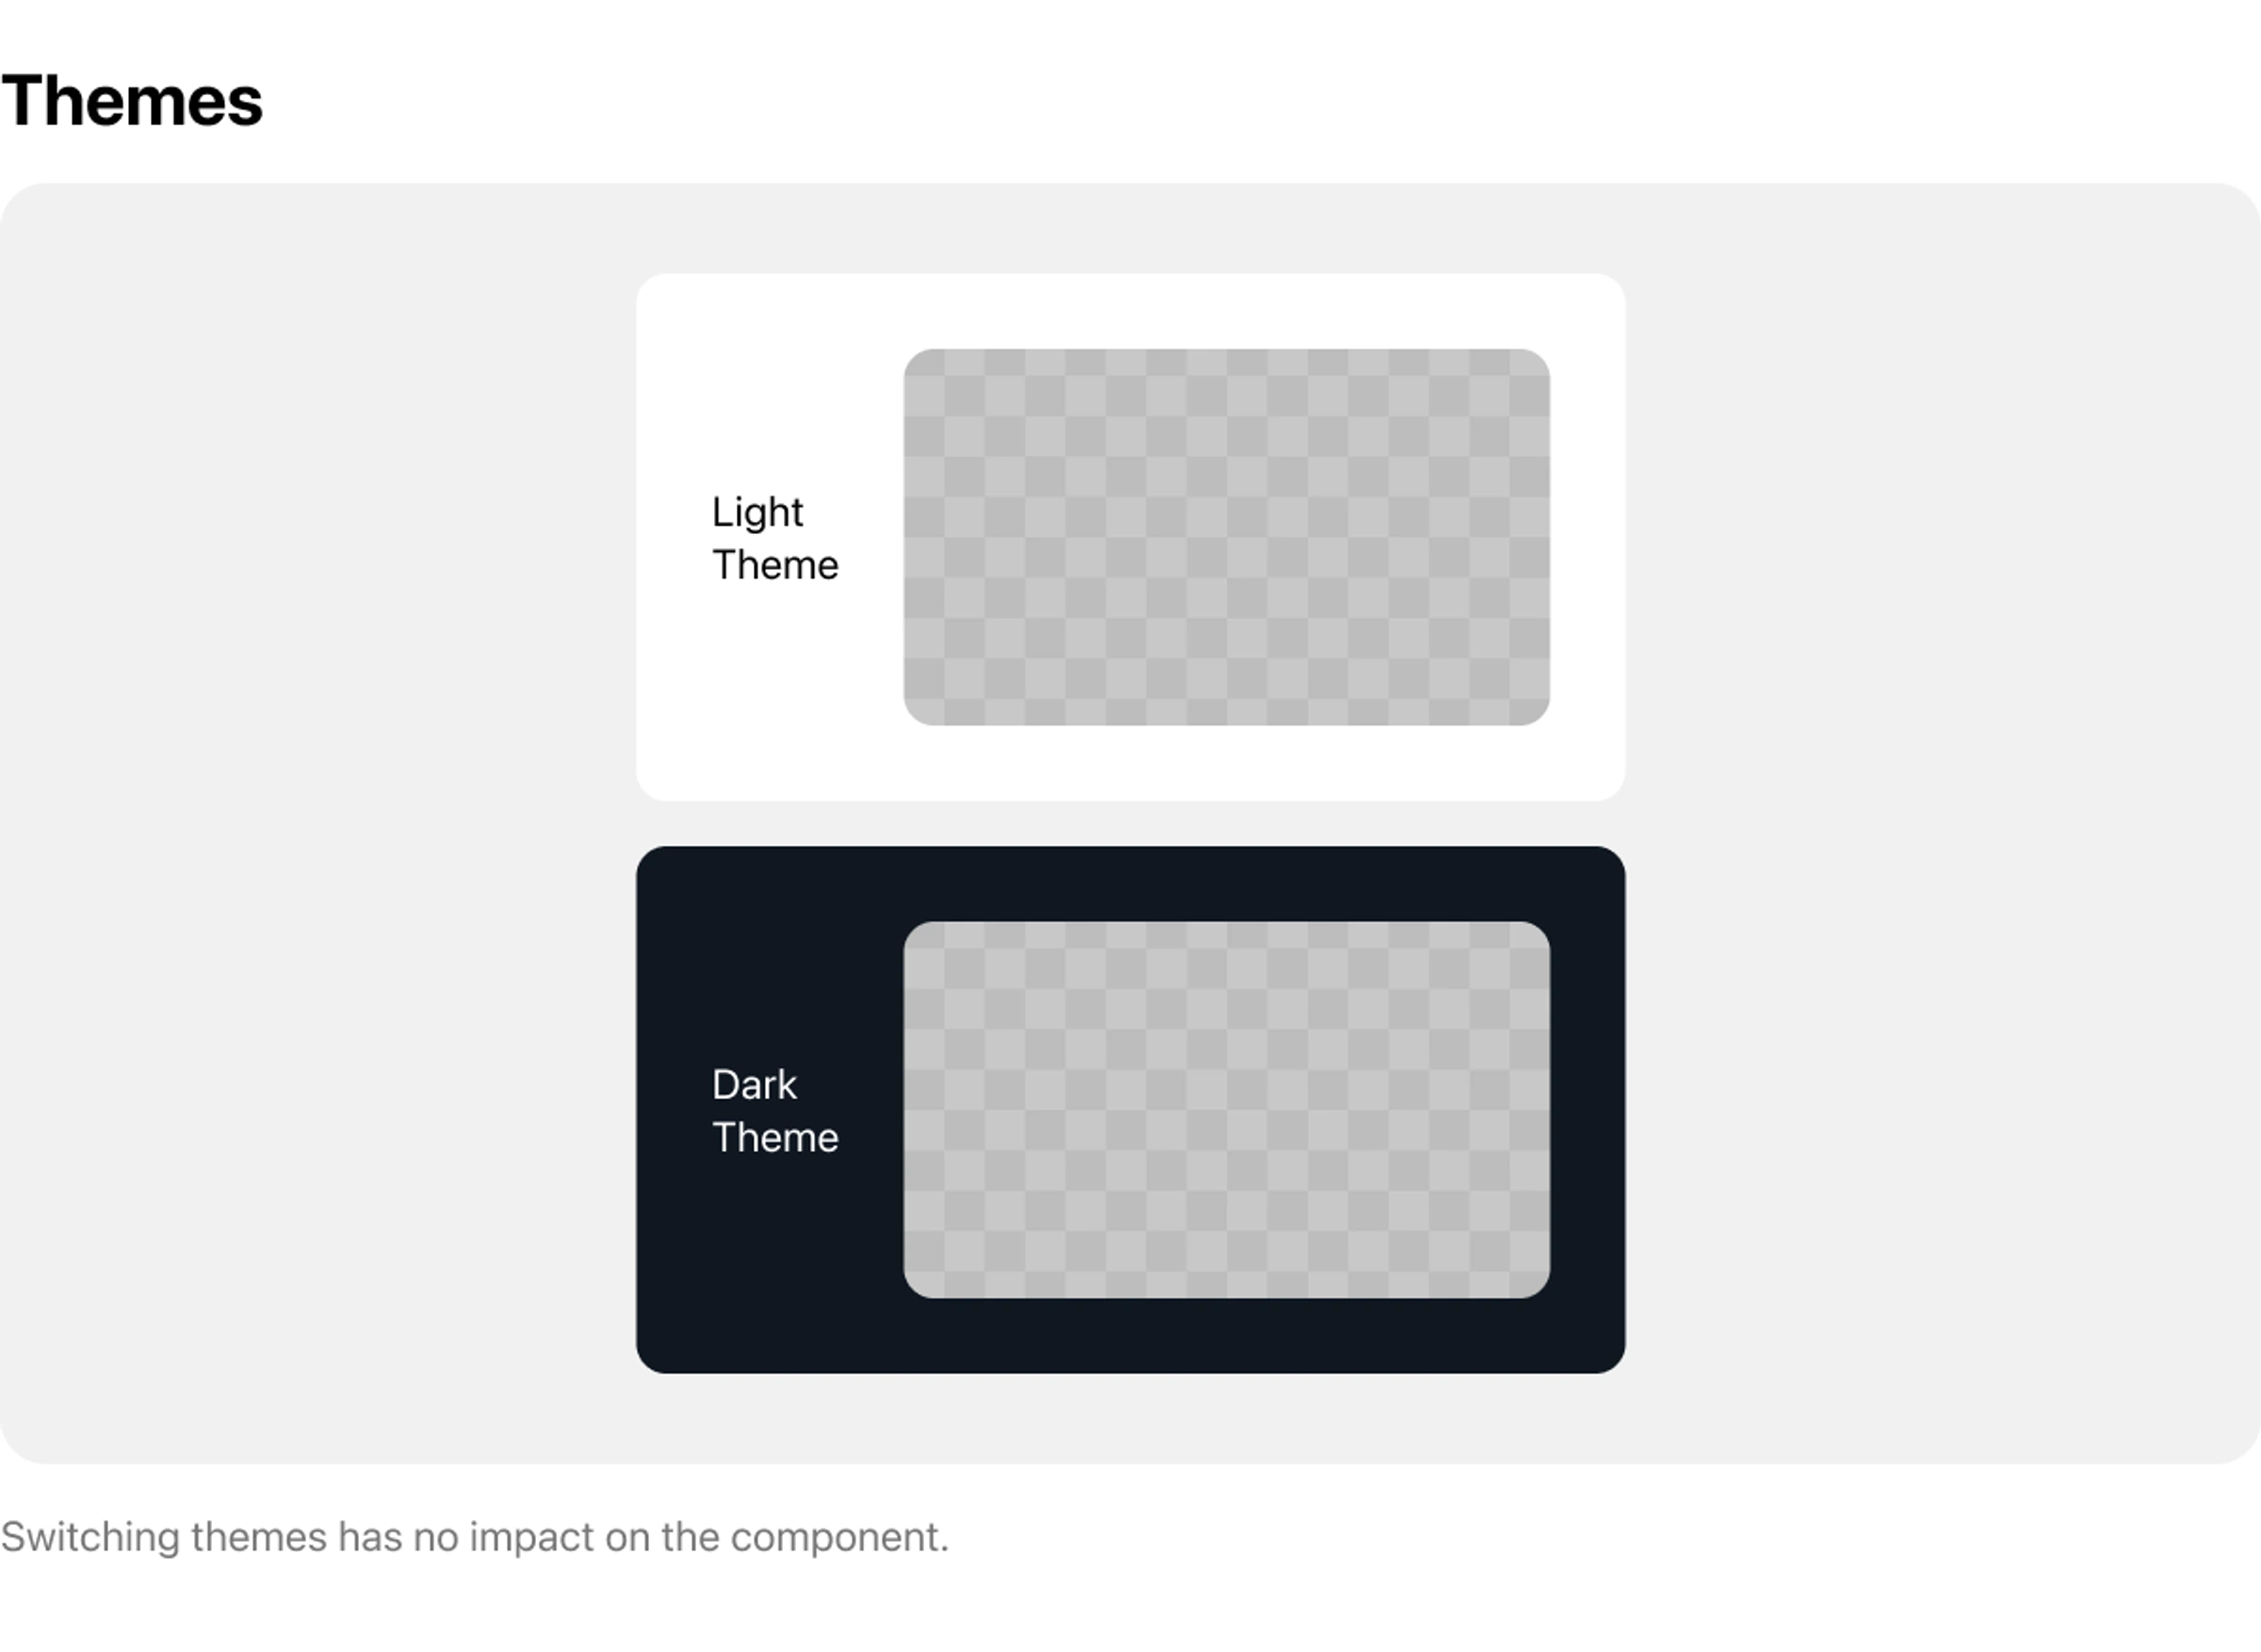 Themes
Light
Theme
Dark
Theme
Switching themes has no impact on the component.